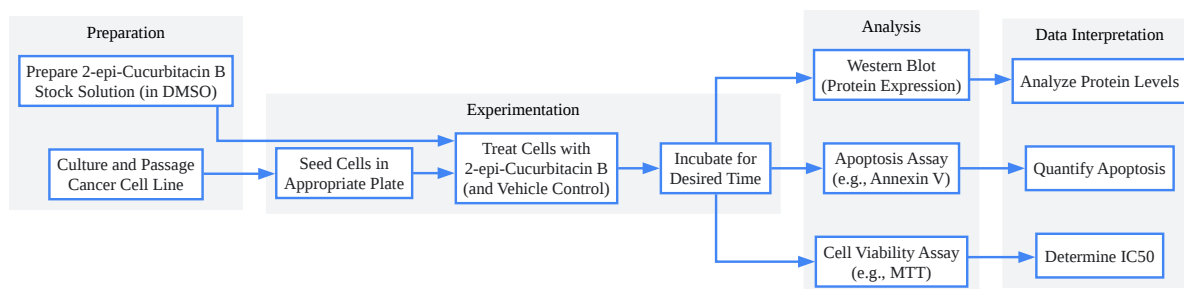 Preparation
Prepare 2-epi-Cucurbitacin B
Stock Solution (in DMSO)
Culture and Passage
Cancer Cell Line
Experimentation
Seed Cells in
Appropriate Plate
Treat Cells with
2-epi-Cucurbitacin B
(and Vehicle Control)
Incubate for
Desired Time
Analysis
Western Blot
(Protein Expression)
Apoptosis Assay
(e.g., Annexin V)
Cell Viability Assay
(e.g., MTT)
Data Interpretation
Analyze Protein Levels
Quantify Apoptosis
Determine IC50